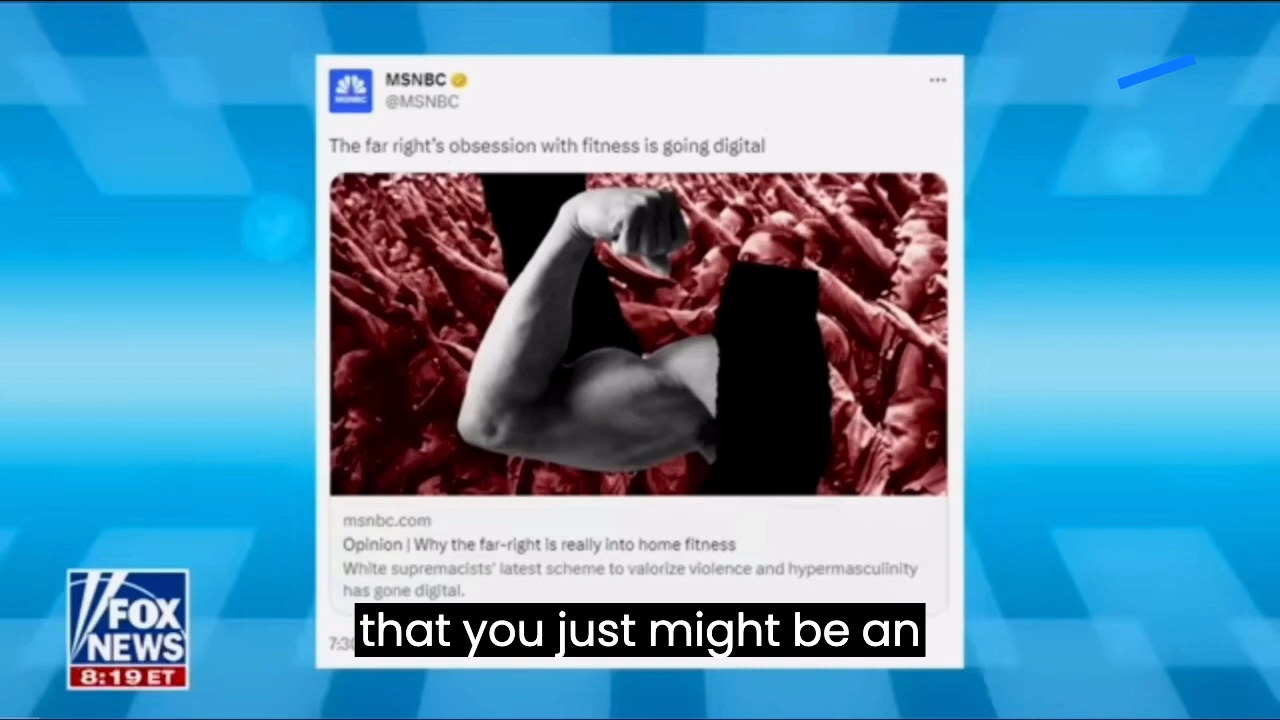 MSNBC
@MSNBC
MSNBC
The far right's obsession with fitness is going digital
msnbc.com
Opinion | Why the far-right is really into home fitness
White supremacists' latest scheme to valorize violence and hypermasculinity
has gone digital.
that you just might be an
FOX
NEWS
8:19 ET